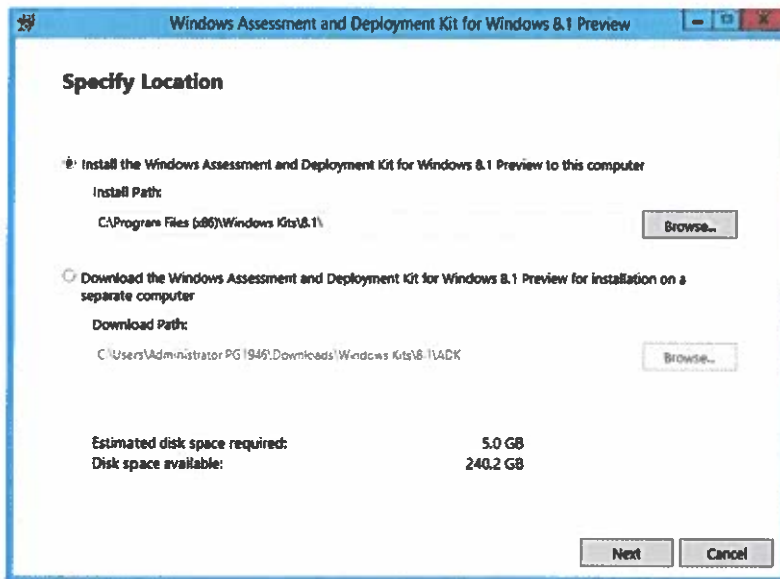 Windows Assessment and Deployment Kit for Windows 8.1 Preview
Specify Location
Install the Windows Assessment and Deployment Kit for Windows 8.1 Preview to this computer
Install Path:
C:\Program Files (x86)\Windows Kits\8.1\
Browse...
Download the Windows Assessment and Deployment Kit for Windows 8.1 Preview for installation on a
separate computer
Download Path:
C:\Users\Administrator.PG1946\Downloads\Windows Kits\8.1\ADK
Browse...
Estimated disk space required: 5.0 GB
Disk space available: 240.2 GB
Next Cancel